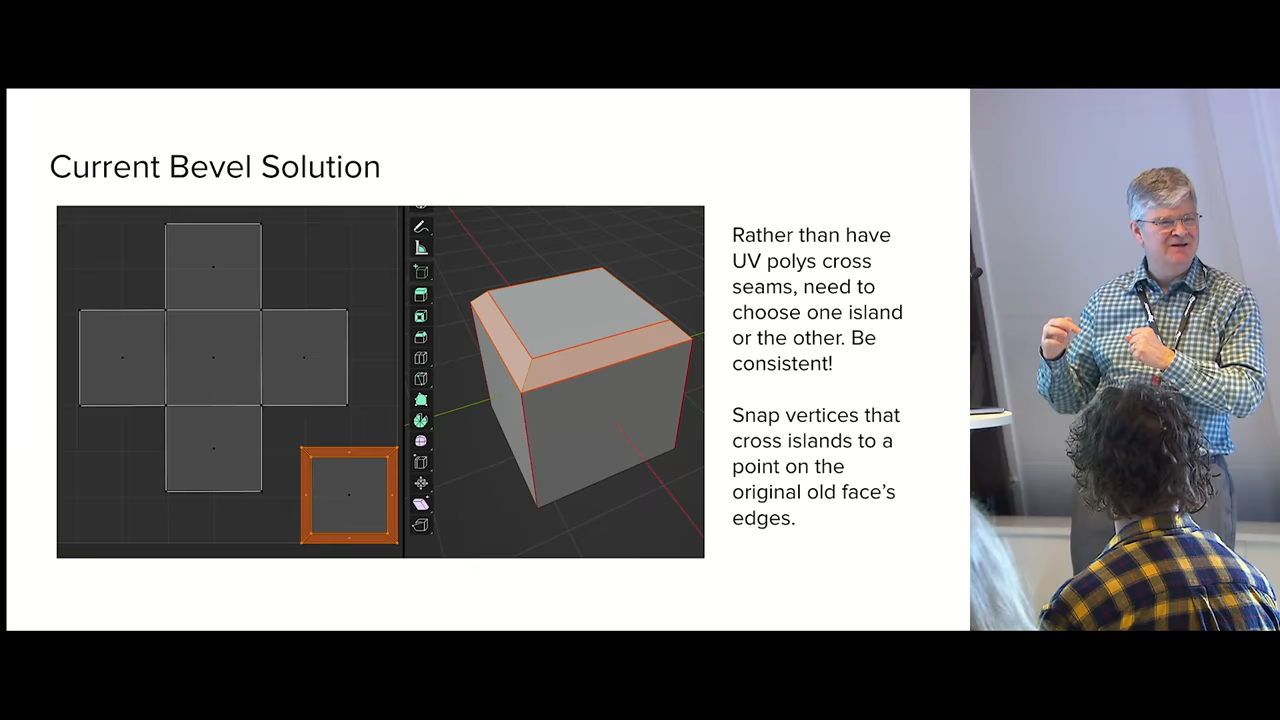 Current Bevel Solution
Rather than have
UV polys cross
seams, need to
choose one island
or the other. Be
consistent!
Snap vertices that
cross islands to a
point on the
original old face's
edges.